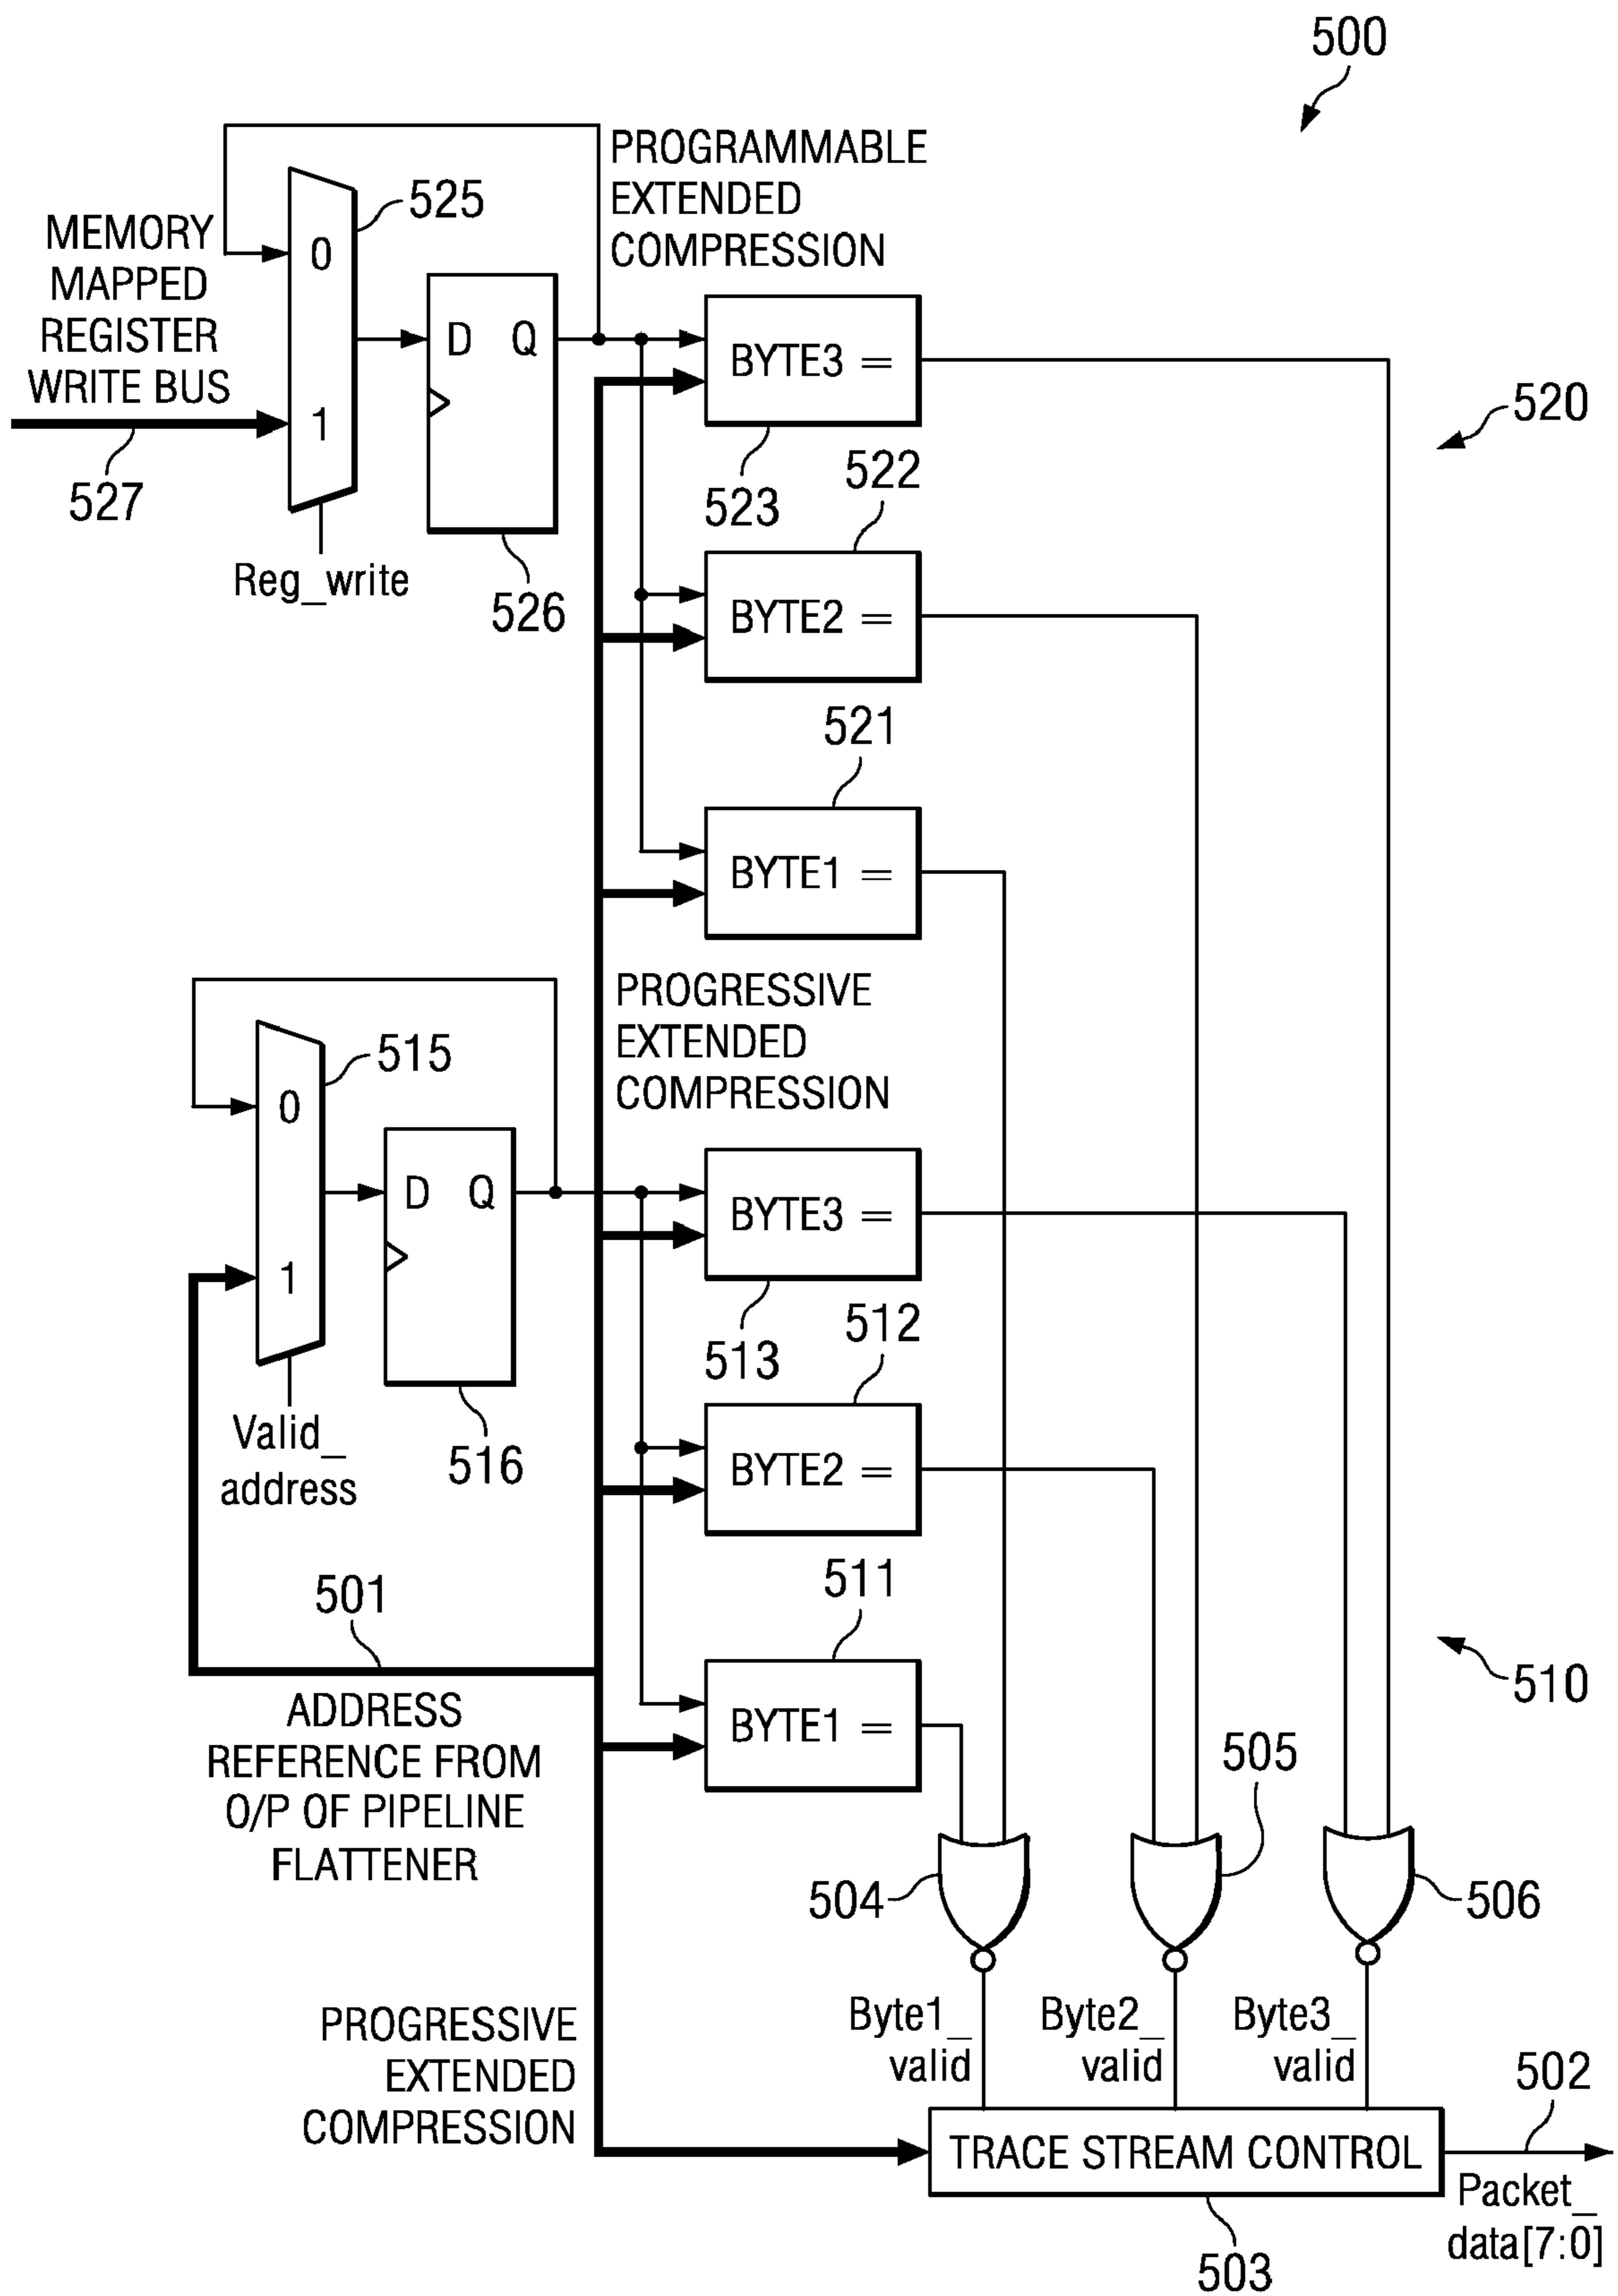 500
PROGRAMMABLE
EXTENDED
COMPRESSION
525
MEMORY
MAPPED
REGISTER
WRITE BUS
0
1
D Q
BYTE3 =
520
527
523
522
Reg_write
526
BYTE2 =
521
BYTE1 =
PROGRESSIVE
EXTENDED
COMPRESSION
515
0
1
D Q
BYTE3 =
513
512
Valid_
address
516
BYTE2 =
501
511
510
ADDRESS
REFERENCE FROM
O/P OF PIPELINE
FLATTENER
BYTE1 =
505
504
506
PROGRESSIVE
EXTENDED
COMPRESSION
Byte1_
valid
Byte2_
valid
Byte3_
valid
502
TRACE STREAM CONTROL
Packet_
data[7:0]
503